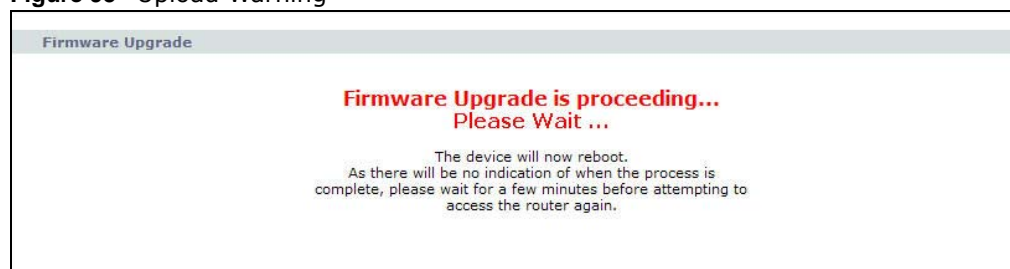 Upload Warning
Firmware Upgrade
Firmware Upgrade is proceeding...
Please Wait ...
The device will now reboot.
As there will be no indication of when the process is
complete, please wait for a few minutes before attempting to
access the router again.